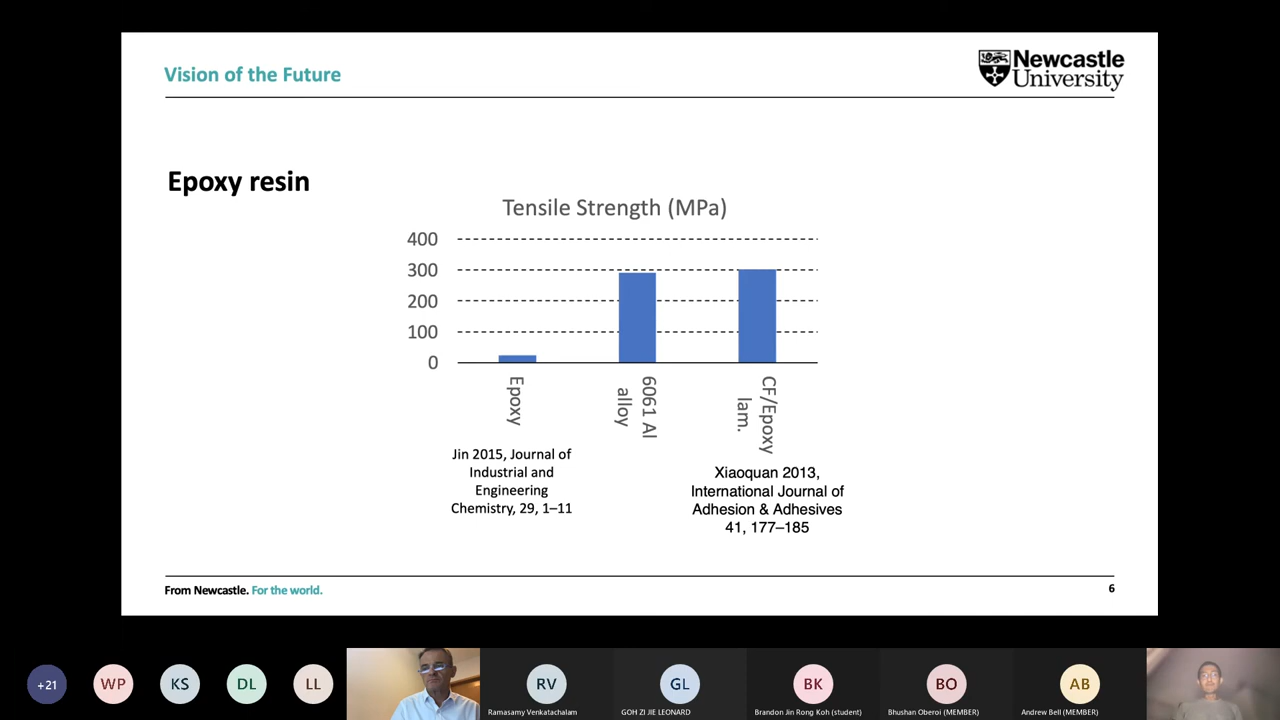 Vision of the Future
Newcastle
University
Epoxy resin
Tensile Strength (MPa)
400
300
200
100
0
Epoxy
6061 Al
alloy
CF/Epoxy
lam.
Jin 2015, Journal of
Industrial and
Engineering
Chemistry, 29, 1–11
Xiaoquan 2013,
International Journal of
Adhesion & Adhesives
41, 177–185
From Newcastle. For the world.
6
+21
WP
KS
DL
LL
RV
Ramasamy Venkatachalam
GL
GOH ZI JIE LEONARD
BK
Brandon Jin Rong Koh (student)
BO
Bhushan Oberoi (MEMBER)
AB
Andrew Bell (MEMBER)